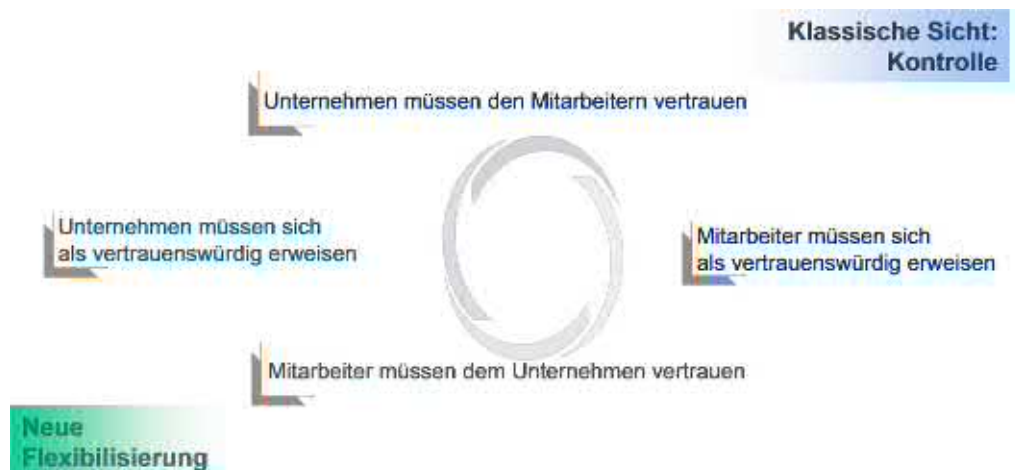 Klassische Sicht:
Kontrolle
Unternehmen müssen den Mitarbeitern vertrauen
Unternehmen müssen sich
als vertrauenswürdig erweisen
Mitarbeiter müssen sich
als vertrauenswürdig erweisen
Mitarbeiter müssen dem Unternehmen vertrauen
Neue
Flexibilisierung